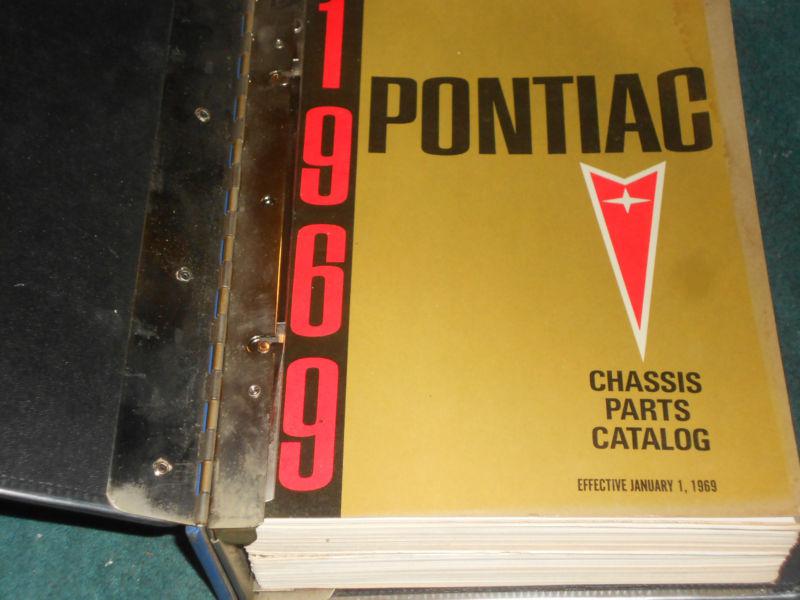 1969
PONTIAC
CHASSIS
PARTS
CATALOG
EFFECTIVE JANUARY 1, 1969